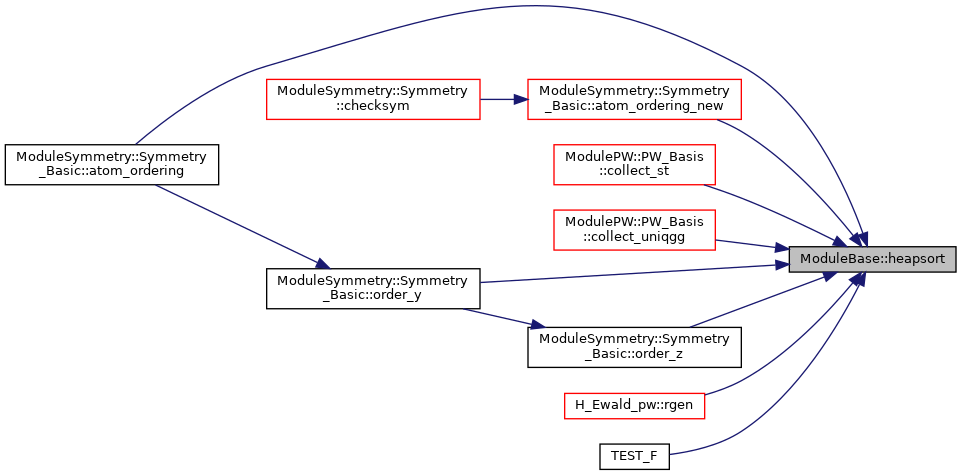 ModuleSymmetry::Symmetry
::checksym
ModuleSymmetry::Symmetry
_Basic::atom_ordering_new
ModuleSymmetry::Symmetry
_Basic::atom_ordering
ModulePW::PW_Basis
::collect_st
ModulePW::PW_Basis
::collect_uniqgg
ModuleBase::heapsort
ModuleSymmetry::Symmetry
_Basic::order_y
ModuleSymmetry::Symmetry
_Basic::order_z
H_Ewald_pw::rgen
TEST_F